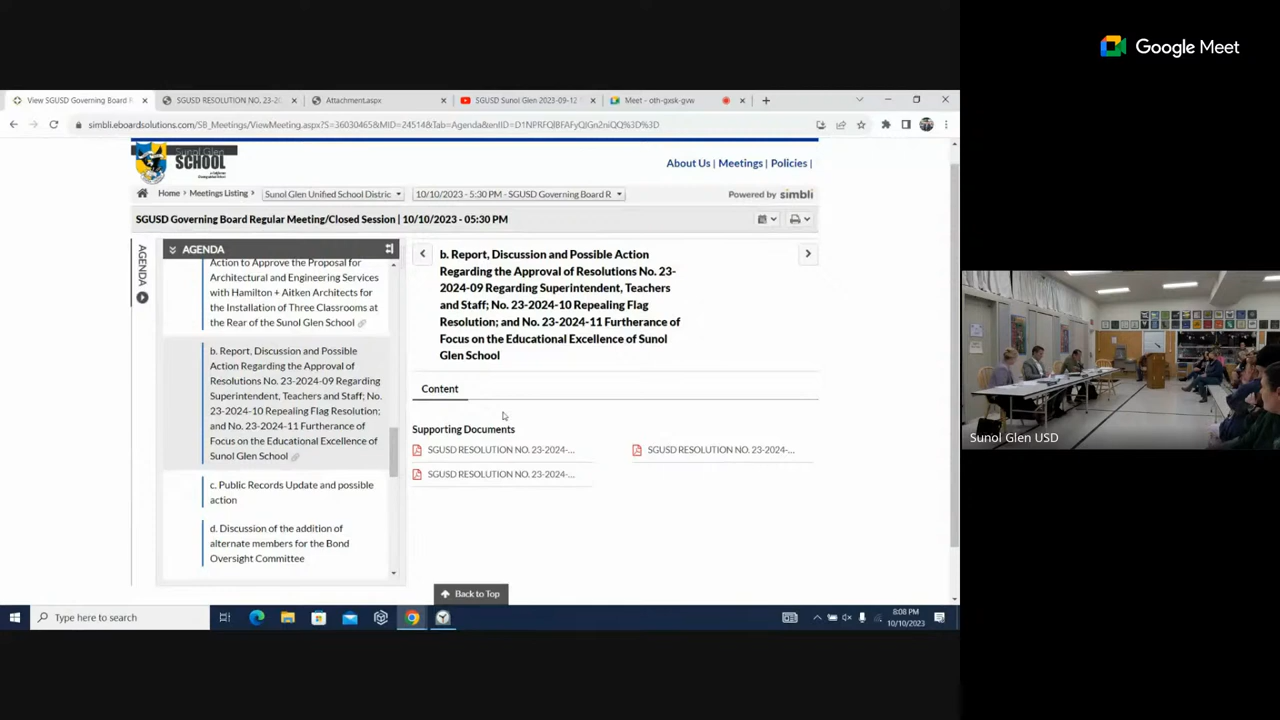 Google Meet
View SGUSD Governing Board R
SGUSD RESOLUTION NO. 23-2(
Attachment.aspx
SGUSD Sunol Glen 2023-09-12
Meet - oth-gxsk-gvw
simbli.eboardsolutions.com/SB_Meetings/ViewMeeting.aspx?S=36030465&MID=24514&Tab=Agenda&enIID=D1NPRFQJBFAFyQJGn2niQQ%3D%3D
Sunol Glen
SCHOOL
About Us | Meetings | Policies |
Home > Meetings Listing >
Sunol Glen Unified School Distric
10/10/2023 - 5:30 PM - SGUSD Governing Board R
Powered by simbli
SGUSD Governing Board Regular Meeting/Closed Session | 10/10/2023 - 05:30 PM
AGENDA
AGENDA
Action to Approve the Proposal for
Architectural and Engineering Services
with Hamilton + Aitken Architects for
the Installation of Three Classrooms at
the Rear of the Sunol Glen School
b. Report, Discussion and Possible
Action Regarding the Approval of
Resolutions No. 23-2024-09 Regarding
Superintendent, Teachers and Staff; No.
23-2024-10 Repealing Flag Resolution;
and No. 23-2024-11 Furtherance of
Focus on the Educational Excellence of
Sunol Glen School
c. Public Records Update and possible
action
d. Discussion of the addition of
alternate members for the Bond
Oversight Committee
b. Report, Discussion and Possible Action
Regarding the Approval of Resolutions No. 23-
2024-09 Regarding Superintendent, Teachers
and Staff; No. 23-2024-10 Repealing Flag
Resolution; and No. 23-2024-11 Furtherance of
Focus on the Educational Excellence of Sunol
Glen School
Content
Supporting Documents
SGUSD RESOLUTION NO. 23-2024-...
SGUSD RESOLUTION NO. 23-2024-...
SGUSD RESOLUTION NO. 23-2024-...
Back to Top
Sunol Glen USD
Type here to search
8:08 PM
10/10/2023